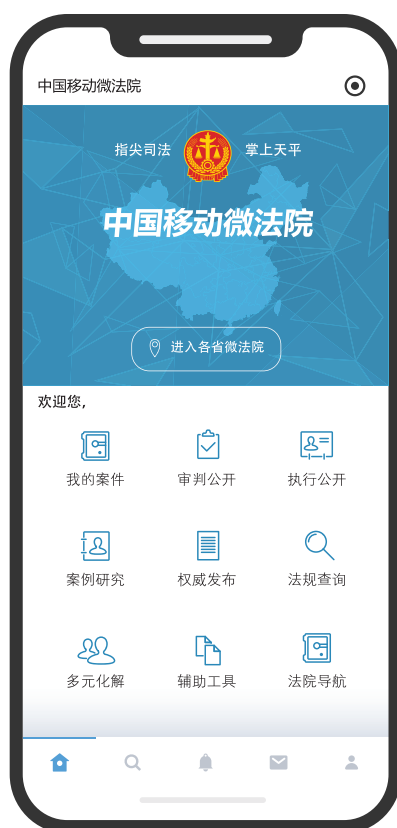 中国移动微法院
指尖司法 掌上天平
中国移动微法院
进入各省微法院
欢迎您,
我的案件 审判公开 执行公开
案例研究 权威发布 法规查询
多元化解 辅助工具 法院导航